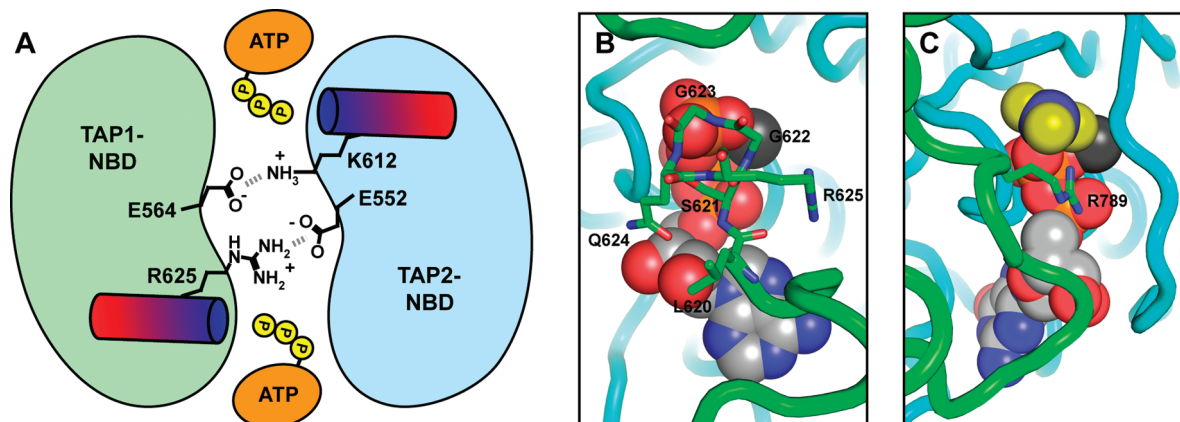 A
ATP
P
P
P
TAP1-
NBD
K612
+
NH3
O
O-
E564
E552
-
O
O
H
N
NH2
NH2
+
R625
TAP2-
NBD
P
P
P
ATP
B
G623
G622
R625
S621
Q624
L620
C
R789